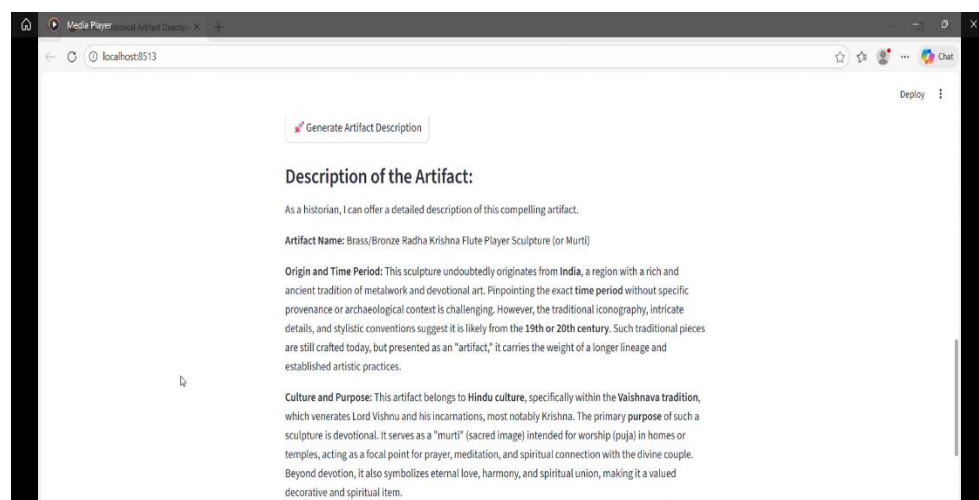 Media Player
localhost:8513
Chat
Deploy
Generate Artifact Description
Description of the Artifact:
As a historian, I can offer a detailed description of this compelling artifact.
Artifact Name: Brass/Bronze Radha Krishna Flute Player Sculpture (or Murti)
Origin and Time Period: This sculpture undoubtedly originates from India, a region with a rich and
ancient tradition of metalwork and devotional art. Pinpointing the exact time period without specific
provenance or archaeological context is challenging. However, the traditional iconography, intricate
details, and stylistic conventions suggest it is likely from the 19th or 20th century. Such traditional pieces
are still crafted today, but presented as an "artifact," it carries the weight of a longer lineage and
established artistic practices.
Culture and Purpose: This artifact belongs to Hindu culture, specifically within the Vaishnava tradition,
which venerates Lord Vishnu and his incarnations, most notably Krishna. The primary purpose of such a
sculpture is devotional. It serves as a "murti" (sacred image) intended for worship (puja) in homes or
temples, acting as a focal point for prayer, meditation, and spiritual connection with the divine couple.
Beyond devotion, it also symbolizes eternal love, harmony, and spiritual union, making it a valued
decorative and spiritual item.